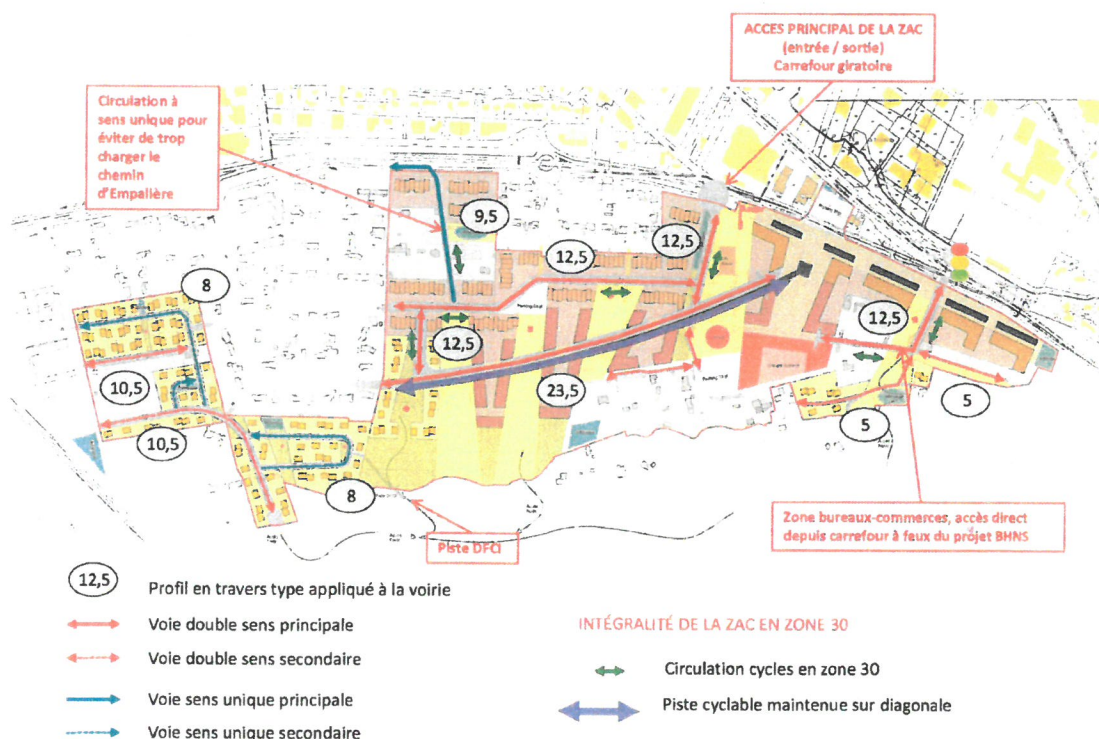 ACCES PRINCIPAL DE LA ZAC
(entrée / sortie)
Carrefour giratoire
Circulation à
sens unique pour
éviter de trop
charger le
chemin
d'Empallère
9,5
12,5
12,5
8
12,5
12,5
10,5
23,5
5
10,5
5
8
Zone bureaux-commerces, accès direct
depuis carrefour à feux du projet BHNS
Piste DFCI
12,5
Profil en travers type appliqué à la voirie
Voie double sens principale
INTÉGRALITÉ DE LA ZAC EN ZONE 30
Voie double sens secondaire
Circulation cycles en zone 30
Voie sens unique principale
Piste cyclable maintenue sur diagonale
Voie sens unique secondaire